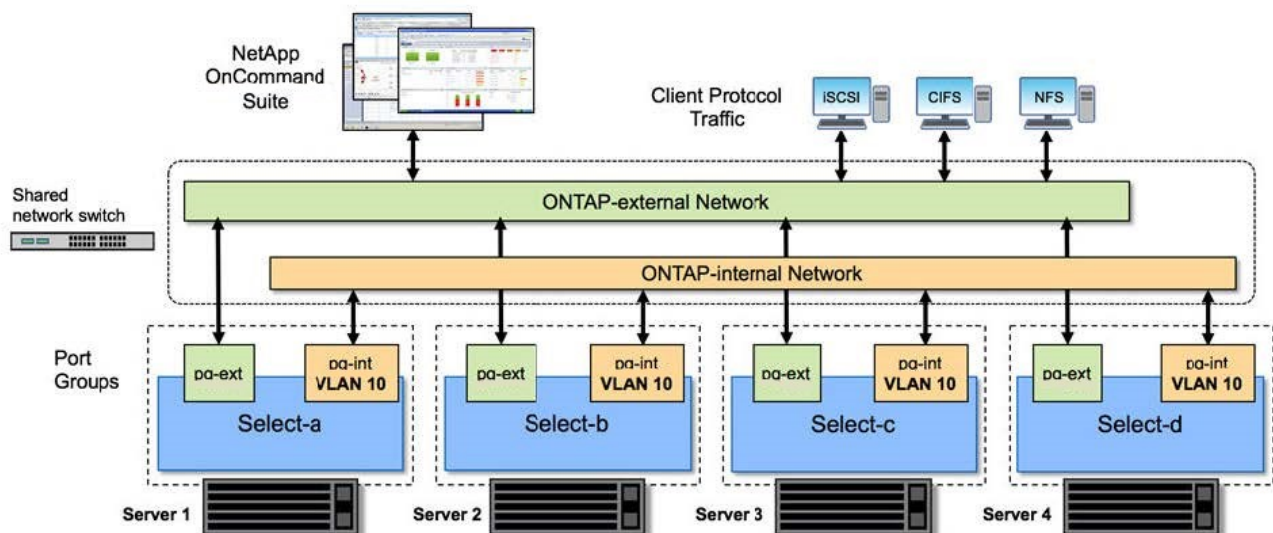 NetApp
OnCommand
Suite
Client Protocol
Traffic
iSCSI
CIFS
NFS
Shared
network switch
ONTAP-external Network
ONTAP-internal Network
Port
Groups
pg-ext
pg-int
VLAN 10
Select-a
pg-ext
pg-int
VLAN 10
Select-b
pg-ext
pg-int
VLAN 10
Select-c
pg-ext
pg-int
VLAN 10
Select-d
Server 1
Server 2
Server 3
Server 4